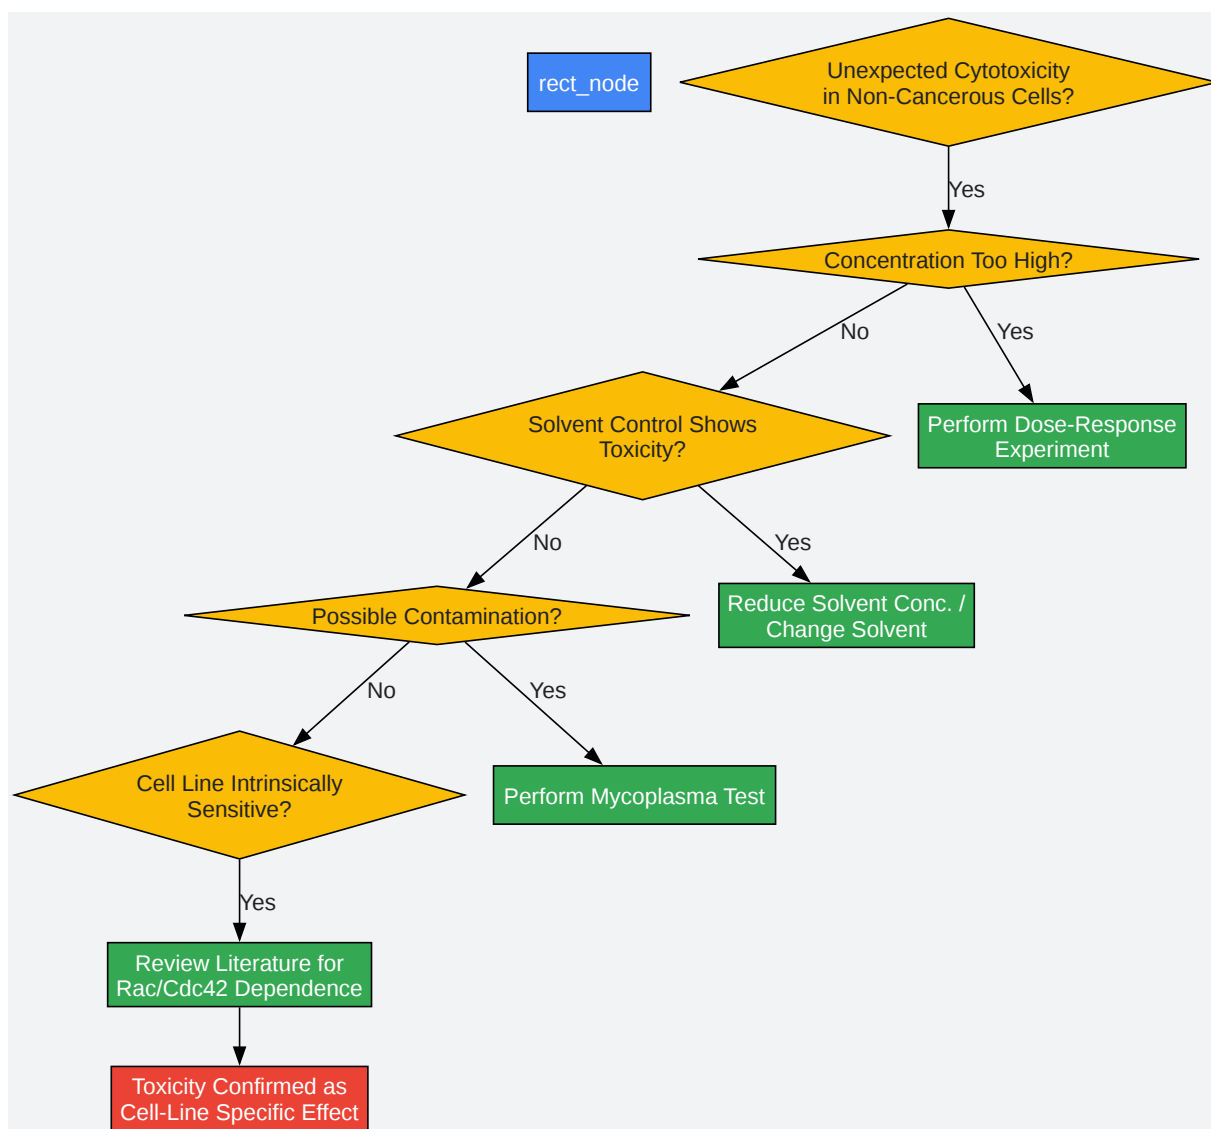 rect_node
Unexpected Cytotoxicity
in Non-Cancerous Cells?
Yes
Concentration Too High?
No
Yes
Solvent Control Shows
Toxicity?
Perform Dose-Response
Experiment
No
Yes
Possible Contamination?
Reduce Solvent Conc. /
Change Solvent
No
Yes
Cell Line Intrinsically
Sensitive?
Perform Mycoplasma Test
Yes
Review Literature for
Rac/Cdc42 Dependence
Toxicity Confirmed as
Cell-Line Specific Effect